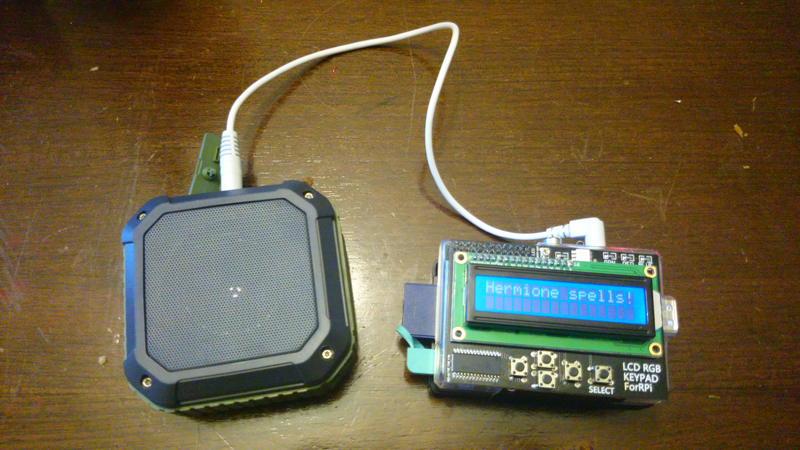 Hermione spells!
LCD RGB
KEYPAD
ForRPi
SELECT